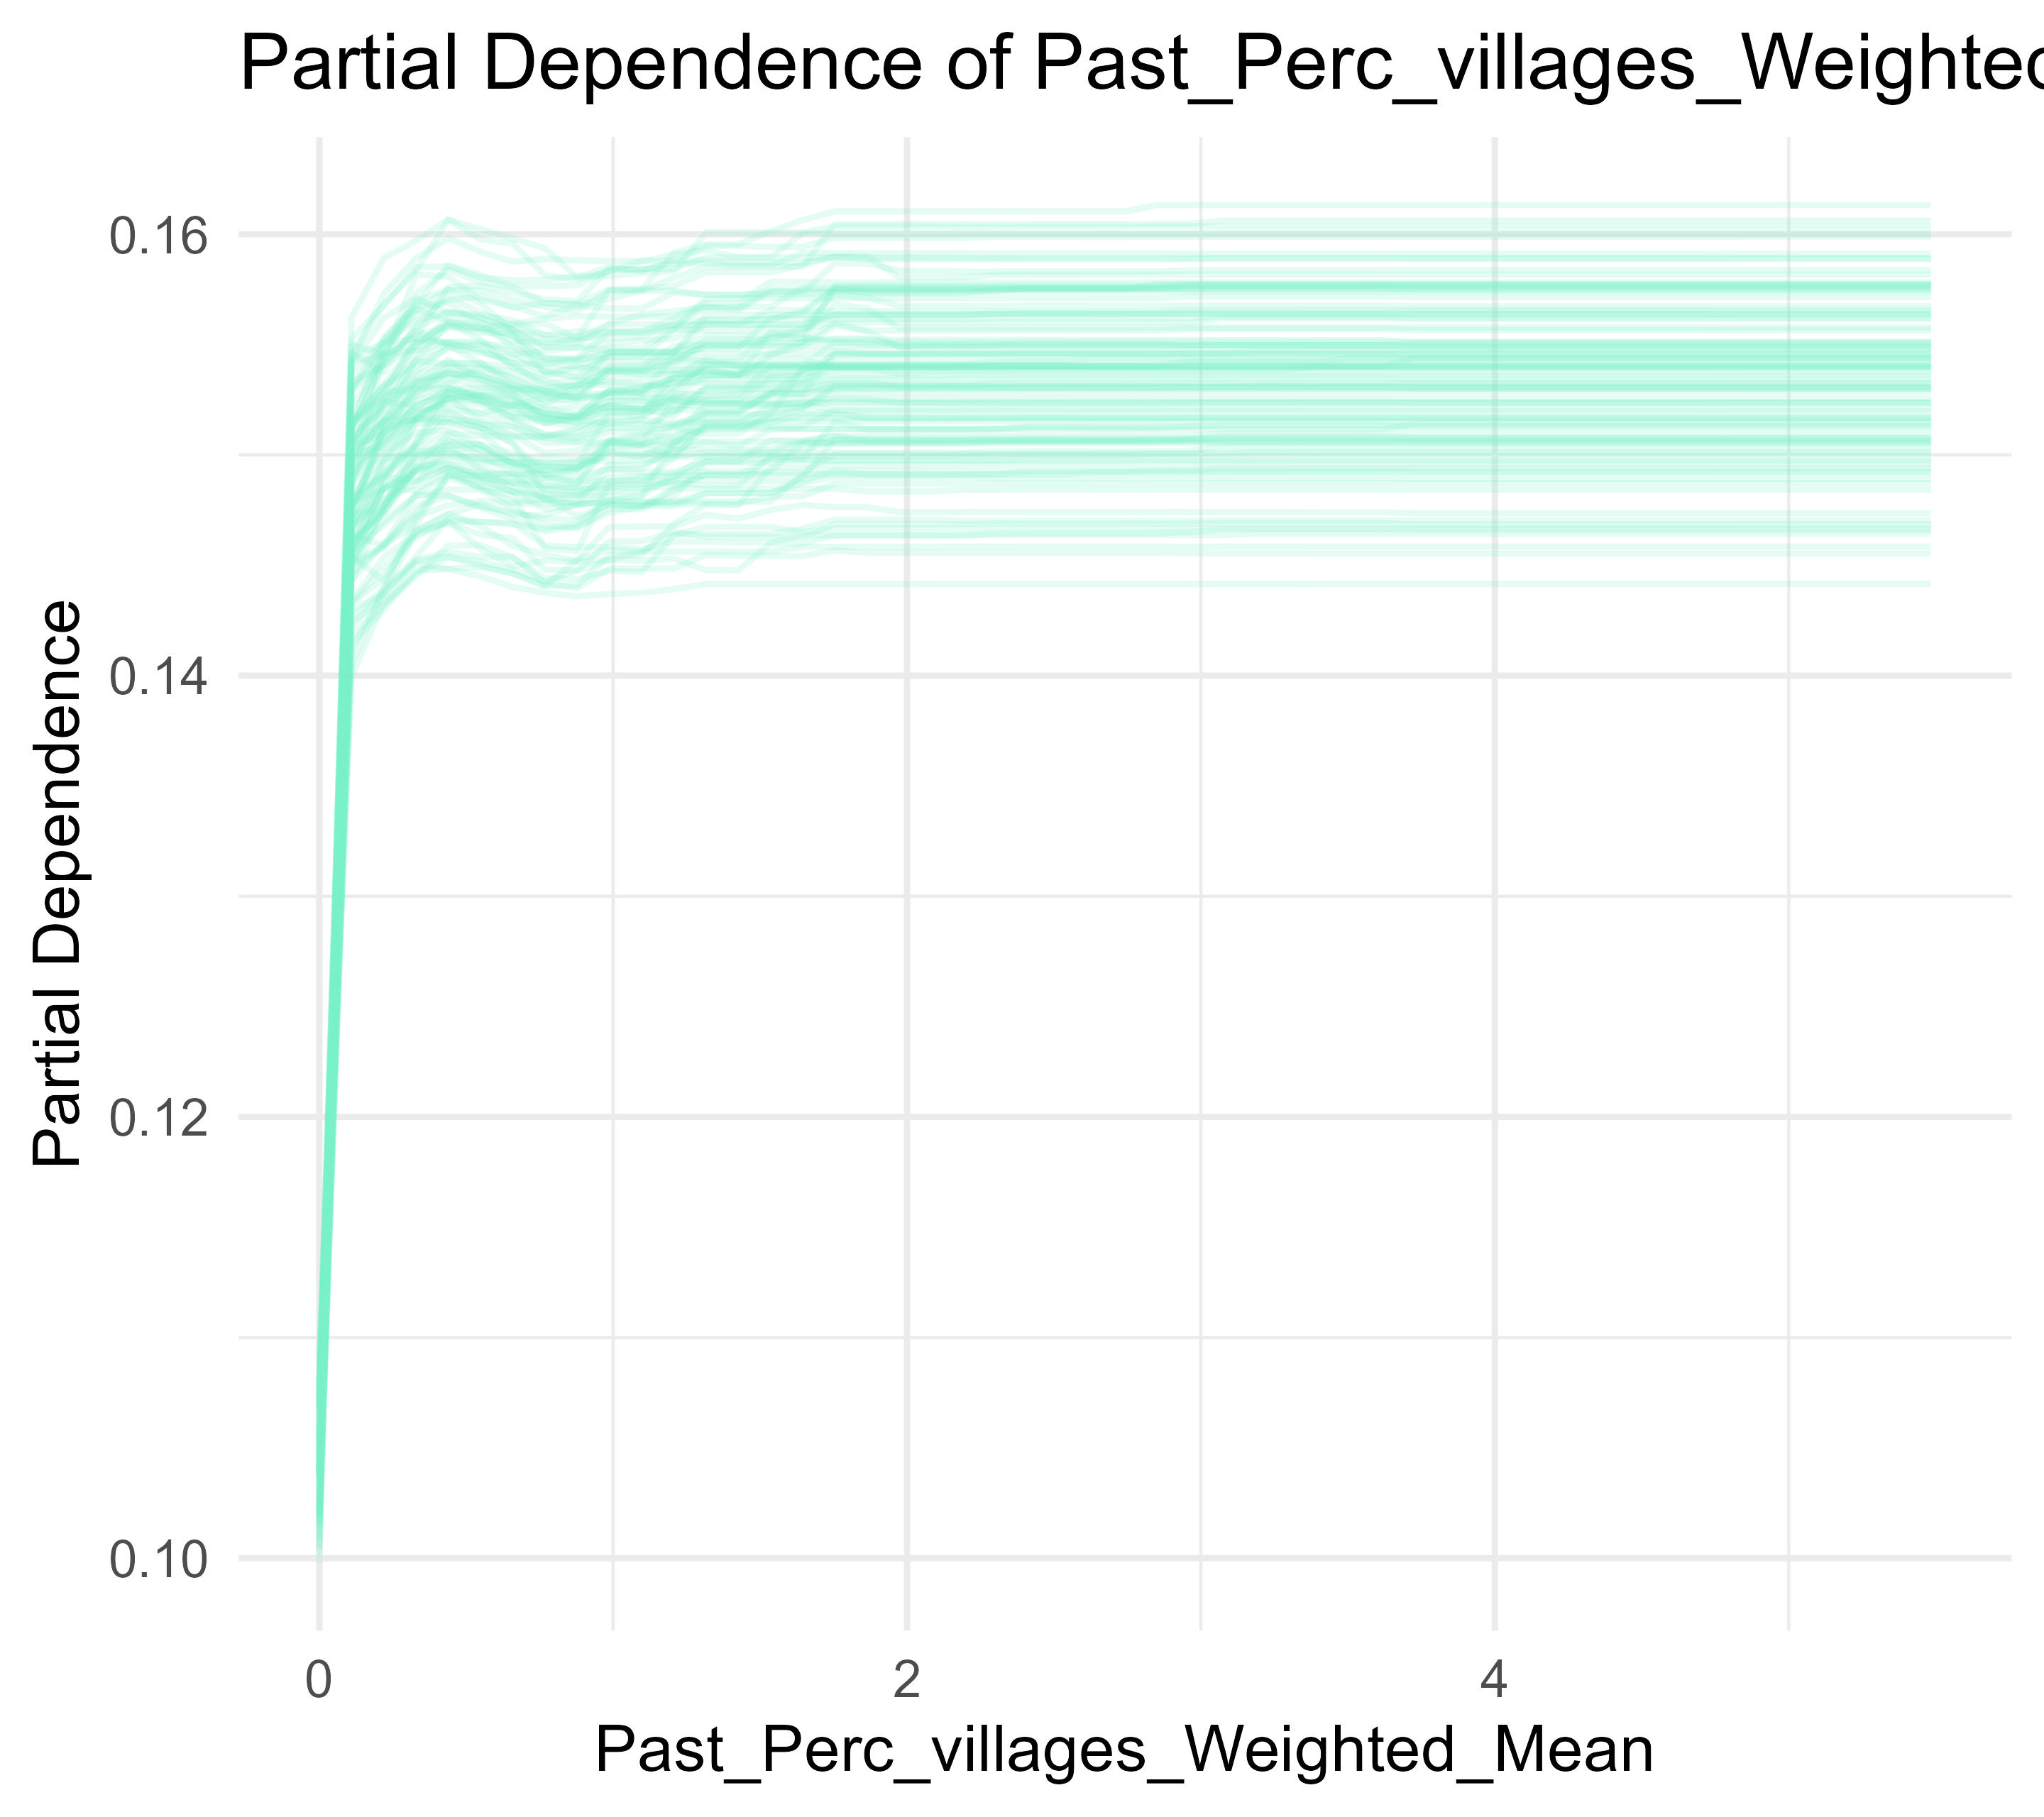 Partial Dependence of Past_Perc_villages_Weighted
Partial Dependence
0.16
0.14
0.12
0.10
0 2 4
Past_Perc_villages_Weighted_Mean